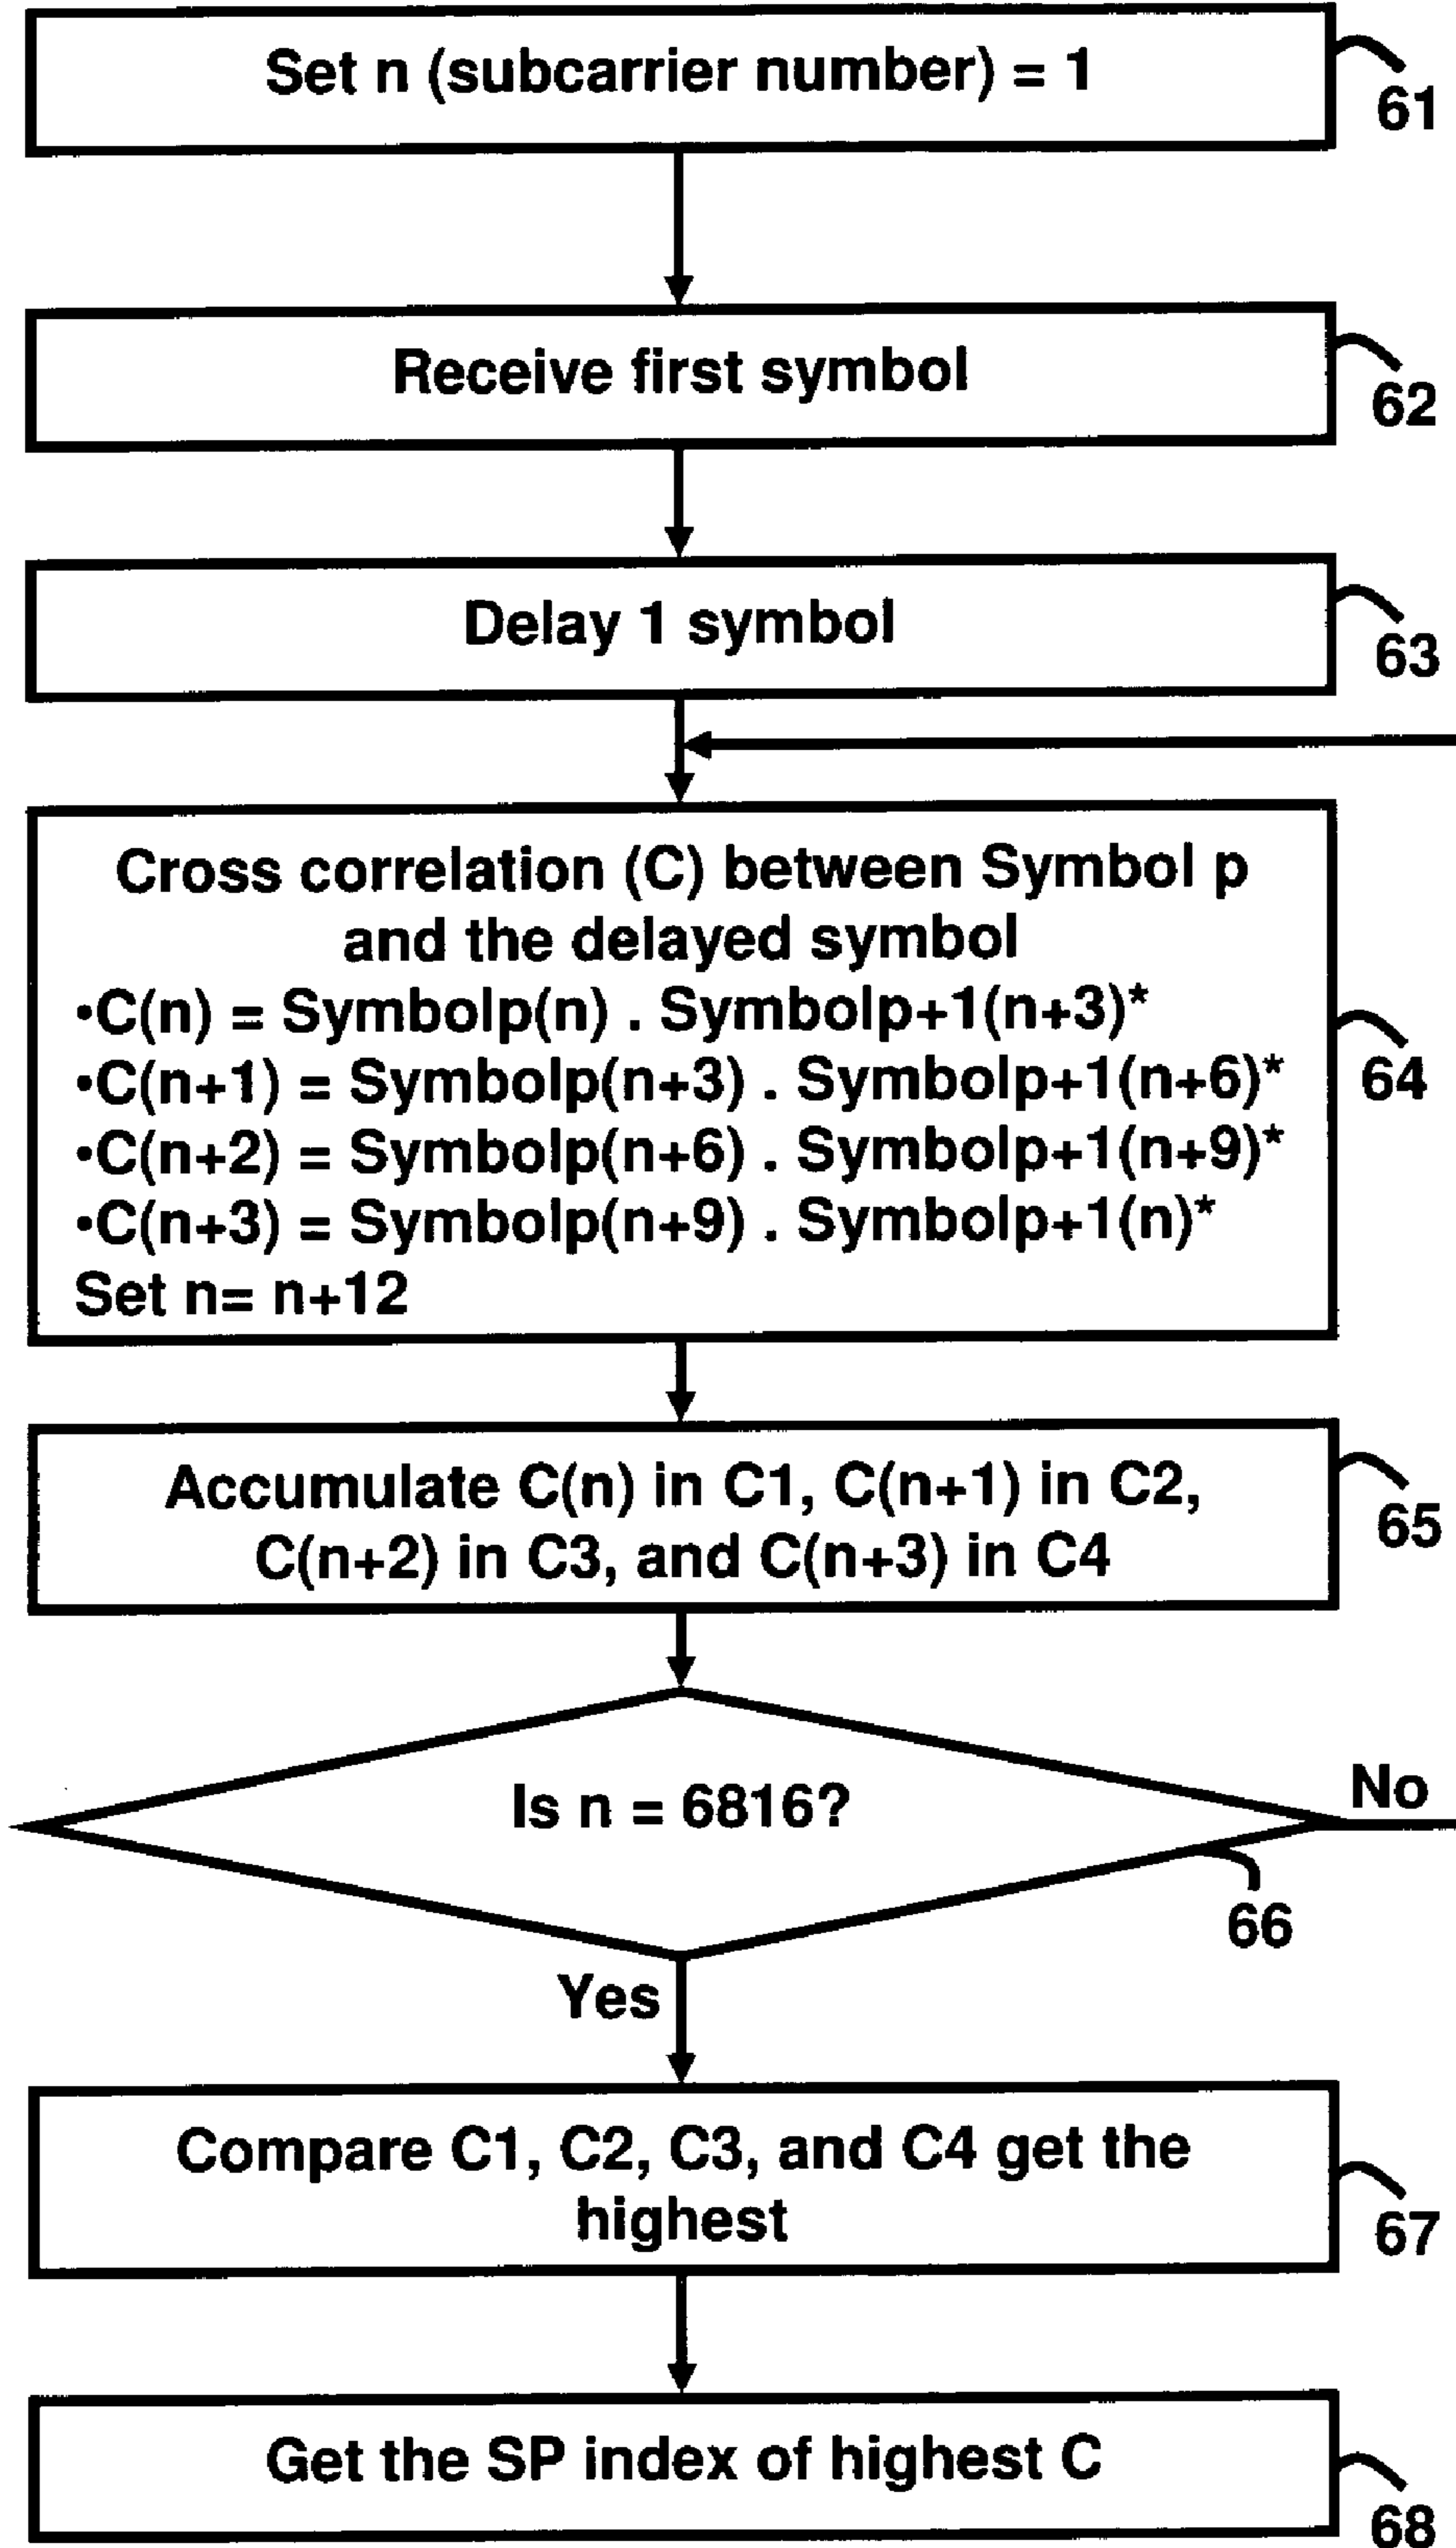 Set n (subcarrier number) = 1
61
Receive first symbol
62
Delay 1 symbol
63
Cross correlation (C) between Symbol p
and the delayed symbol
•C(n) = Symbolp(n) . Symbolp+1(n+3)*
•C(n+1) = Symbolp(n+3) . Symbolp+1(n+6)*
•C(n+2) = Symbolp(n+6) . Symbolp+1(n+9)*
•C(n+3) = Symbolp(n+9) . Symbolp+1(n)*
Set n= n+12
64
Accumulate C(n) in C1, C(n+1) in C2,
C(n+2) in C3, and C(n+3) in C4
65
Is n = 6816?
No
66
Yes
Compare C1, C2, C3, and C4 get the
highest
67
Get the SP index of highest C
68